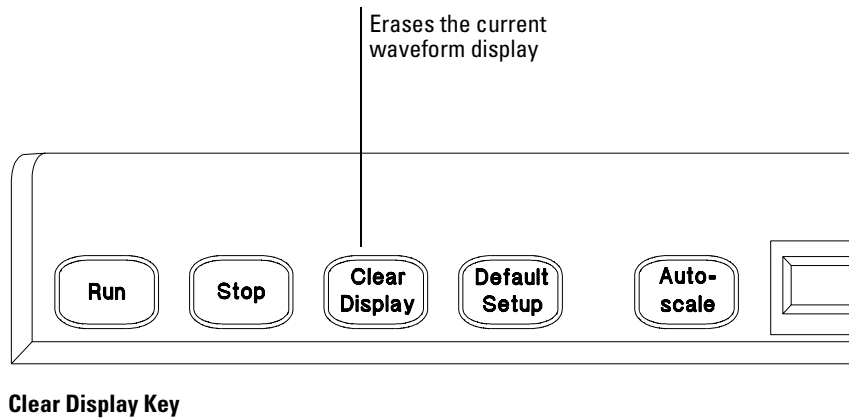 Erases the current
waveform display
Run
Stop
Clear
Display
Default
Setup
Auto-
scale
Clear Display Key